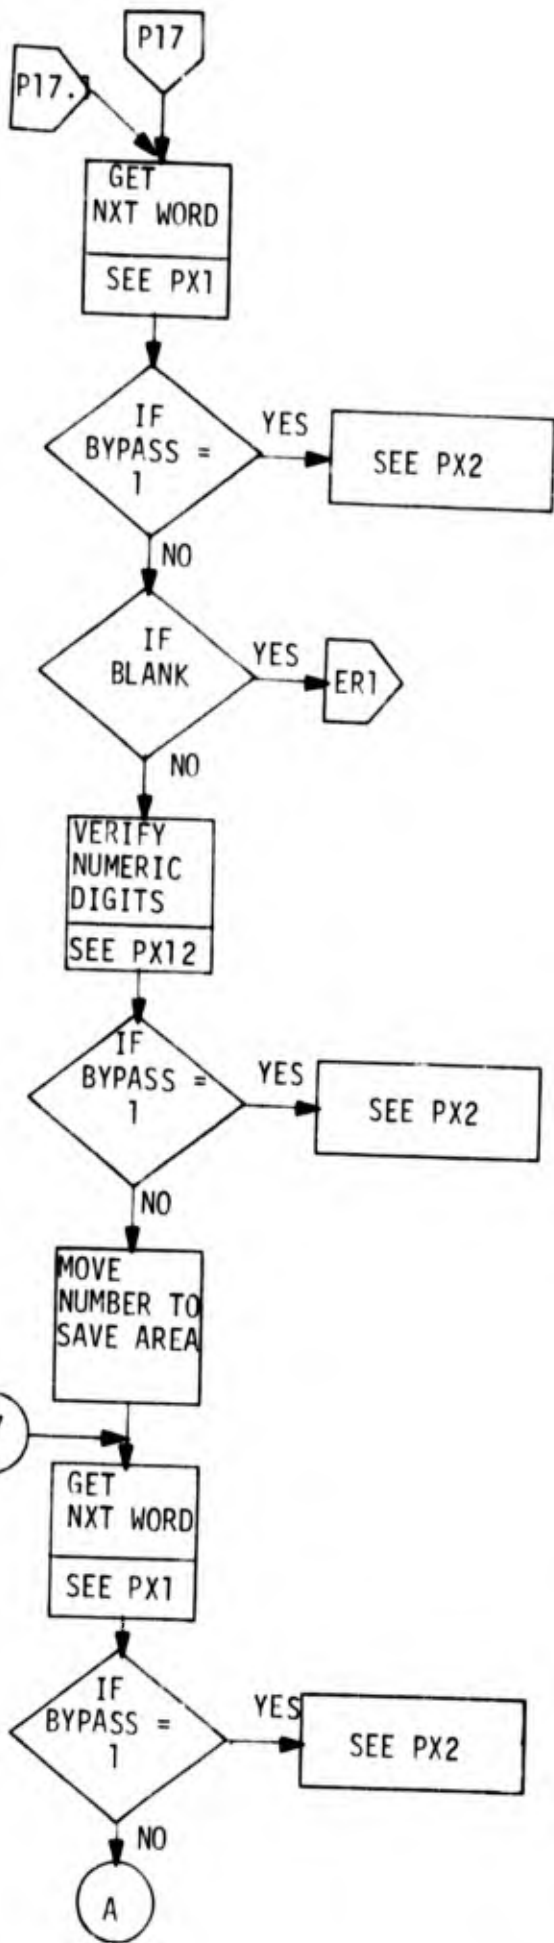 P17
P17.1
GET
NXT WORD
SEE PX1
IF
BYPASS =
1
YES
SEE PX2
NO
IF
BLANK
YES
ER1
NO
VERIFY
NUMERIC
DIGITS
SEE PX12
IF
BYPASS =
1
YES
SEE PX2
NO
MOVE
NUMBER TO
SAVE AREA
GET
NXT WORD
SEE PX1
IF
BYPASS =
1
YES
SEE PX2
NO
A